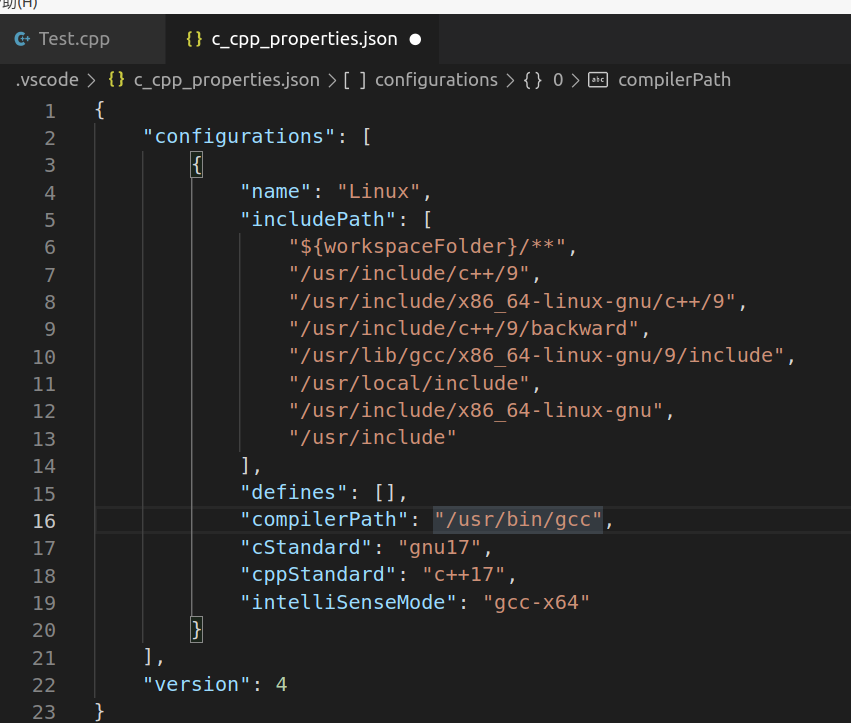 助(H)
Test.cpp
{} c_cpp_properties.json ●
.vscode > {} c_cpp_properties.json > [ ] configurations > {} 0 > abc compilerPath
1 {
2     "configurations": [
3         {
4             "name": "Linux",
5             "includePath": [
6                 "${workspaceFolder}/**",
7                 "/usr/include/c++/9",
8                 "/usr/include/x86_64-linux-gnu/c++/9",
9                 "/usr/include/c++/9/backward",
10                 "/usr/lib/gcc/x86_64-linux-gnu/9/include",
11                 "/usr/local/include",
12                 "/usr/include/x86_64-linux-gnu",
13                 "/usr/include"
14             ],
15             "defines": [],
16             "compilerPath": "/usr/bin/gcc",
17             "cStandard": "gnu17",
18             "cppStandard": "c++17",
19             "intelliSenseMode": "gcc-x64"
20         }
21     ],
22     "version": 4
23 }